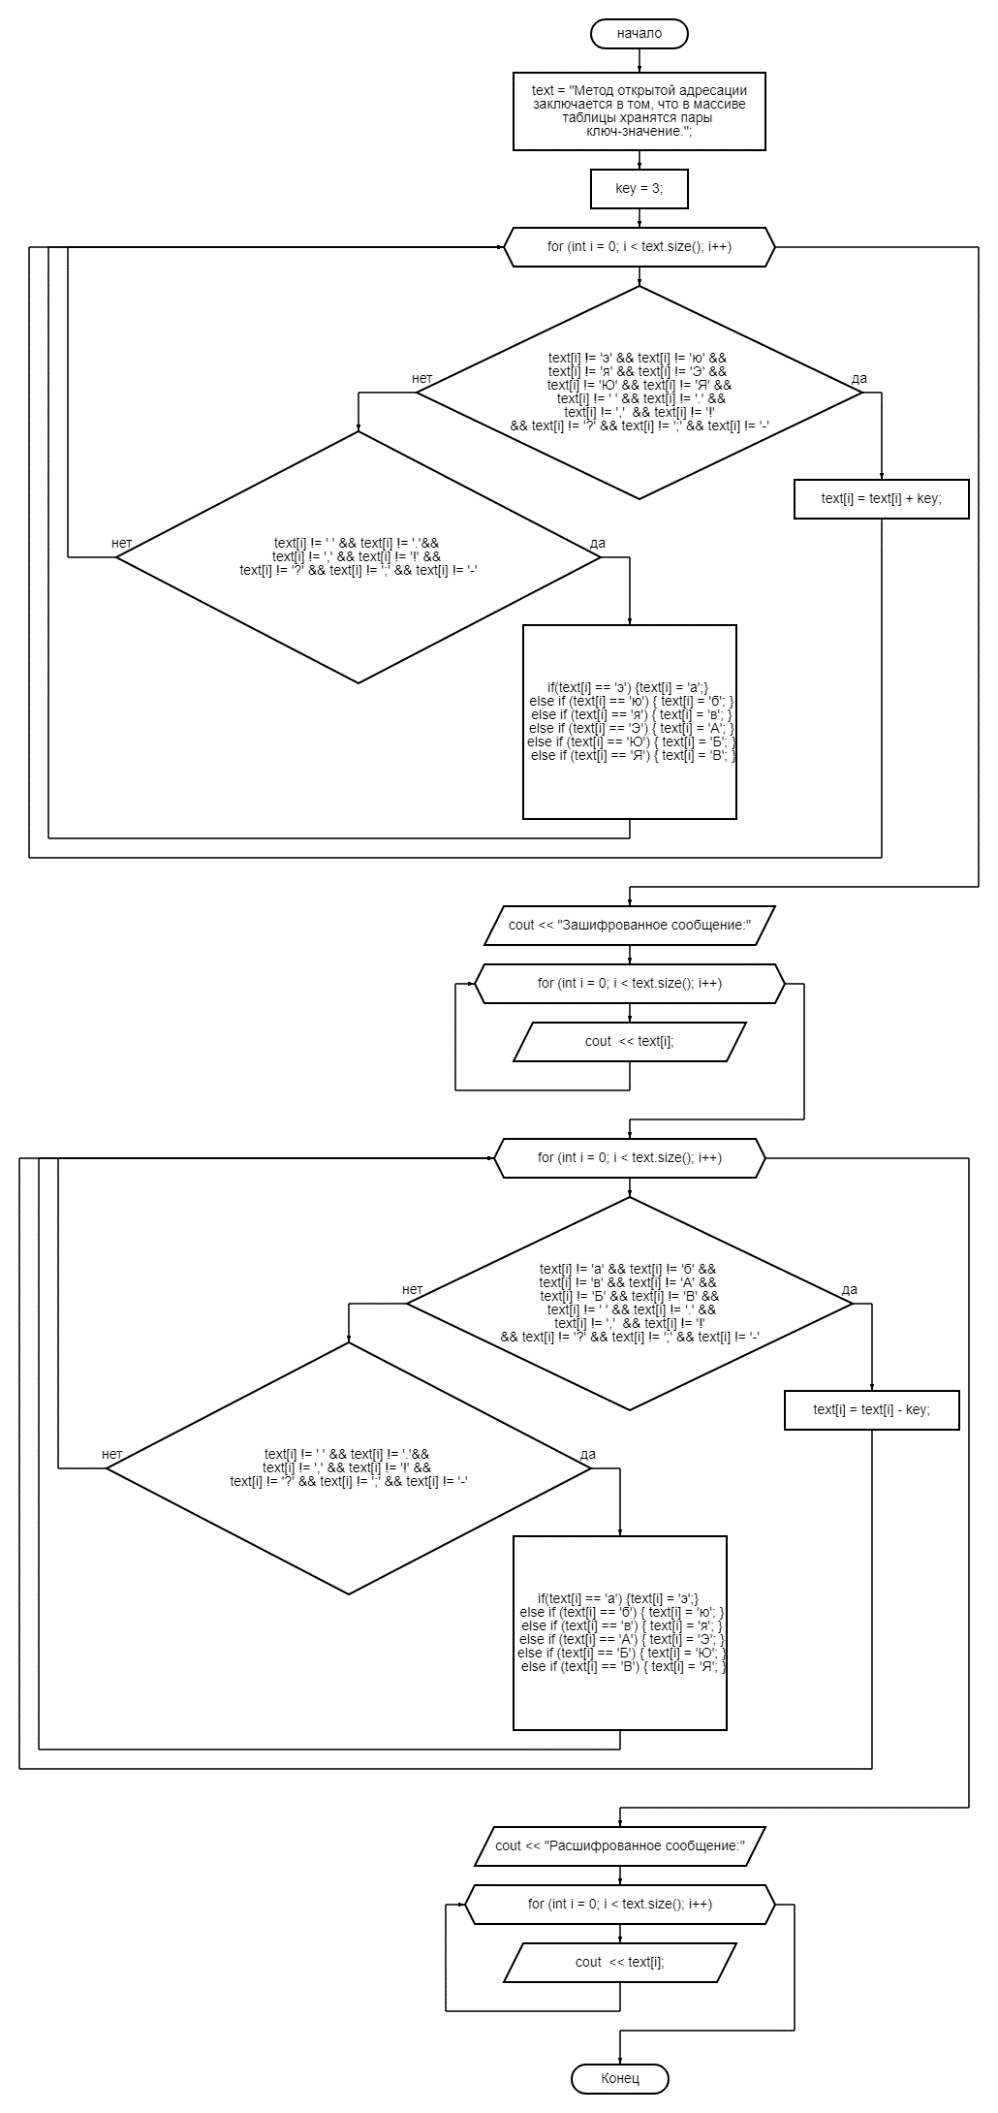 начало
text = "Метод открытой адресации
заключается в том, что в массиве
таблицы хранятся пары
ключ-значение.";
key = 3;
for (int i = 0; i < text.size(); i++)
text[i] != 'э' && text[i] != 'ю' &&
text[i] != 'я' && text[i] != 'Э' &&
text[i] != 'Ю' && text[i] != 'Я' &&
text[i] != ' ' && text[i] != '.' &&
text[i] != ','  && text[i] != '!'
&& text[i] != '?' && text[i] != ';' && text[i] != '-'
нет
да
text[i] = text[i] + key;
text[i] != ' ' && text[i] != '.'&&
text[i] != ',' && text[i] != '!' &&
text[i] != '?' && text[i] != ';' && text[i] != '-'
нет
да
if(text[i] == 'э') {text[i] = 'а';}
else if (text[i] == 'ю') { text[i] = 'б'; }
else if (text[i] == 'я') { text[i] = 'в'; }
else if (text[i] == 'Э') { text[i] = 'А'; }
else if (text[i] == 'Ю') { text[i] = 'Б'; }
else if (text[i] == 'Я') { text[i] = 'В'; }
cout << "Зашифрованное сообщение:"
for (int i = 0; i < text.size(); i++)
cout  << text[i];
for (int i = 0; i < text.size(); i++)
text[i] != 'а' && text[i] != 'б' &&
text[i] != 'в' && text[i] != 'А' &&
text[i] != 'Б' && text[i] != 'В' &&
text[i] != ' ' && text[i] != '.' &&
text[i] != ','  && text[i] != '!'
&& text[i] != '?' && text[i] != ';' && text[i] != '-'
нет
да
text[i] = text[i] - key;
text[i] != ' ' && text[i] != '.'&&
text[i] != ',' && text[i] != '!' &&
text[i] != '?' && text[i] != ';' && text[i] != '-'
нет
да
if(text[i] == 'а') {text[i] = 'э';}
else if (text[i] == 'б') { text[i] = 'ю'; }
else if (text[i] == 'в') { text[i] = 'я'; }
else if (text[i] == 'А') { text[i] = 'Э'; }
else if (text[i] == 'Б') { text[i] = 'Ю'; }
else if (text[i] == 'В') { text[i] = 'Я'; }
cout << "Расшифрованное сообщение:"
for (int i = 0; i < text.size(); i++)
cout  << text[i];
Конец